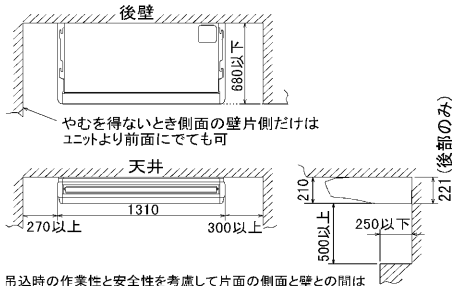 後壁
680以下
やむを得ないとき側面の壁片側だけは
ユニットより前面にでても可
天井
1310
270以上
300以上
210
221(後部のみ)
500以上
250以下
吊込時の作業性と安全性を考慮して片面の側面と壁との間は